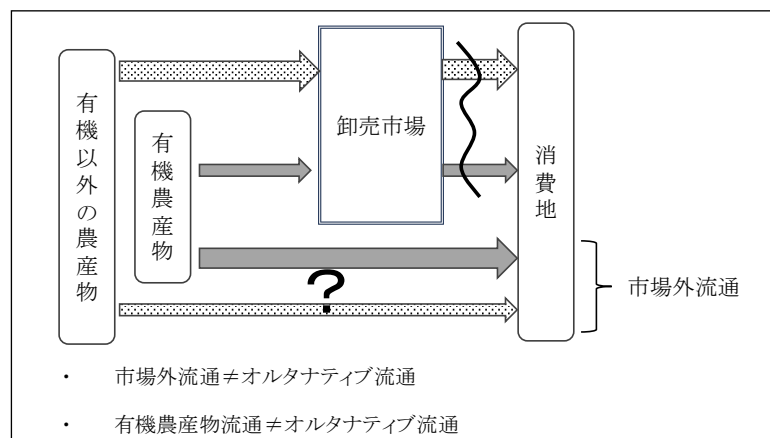 有機以外の農産物
有機農産物
卸売市場
消費地
?
市場外流通
・ 市場外流通≠オルタナティブ流通
・ 有機農産物流通≠オルタナティブ流通